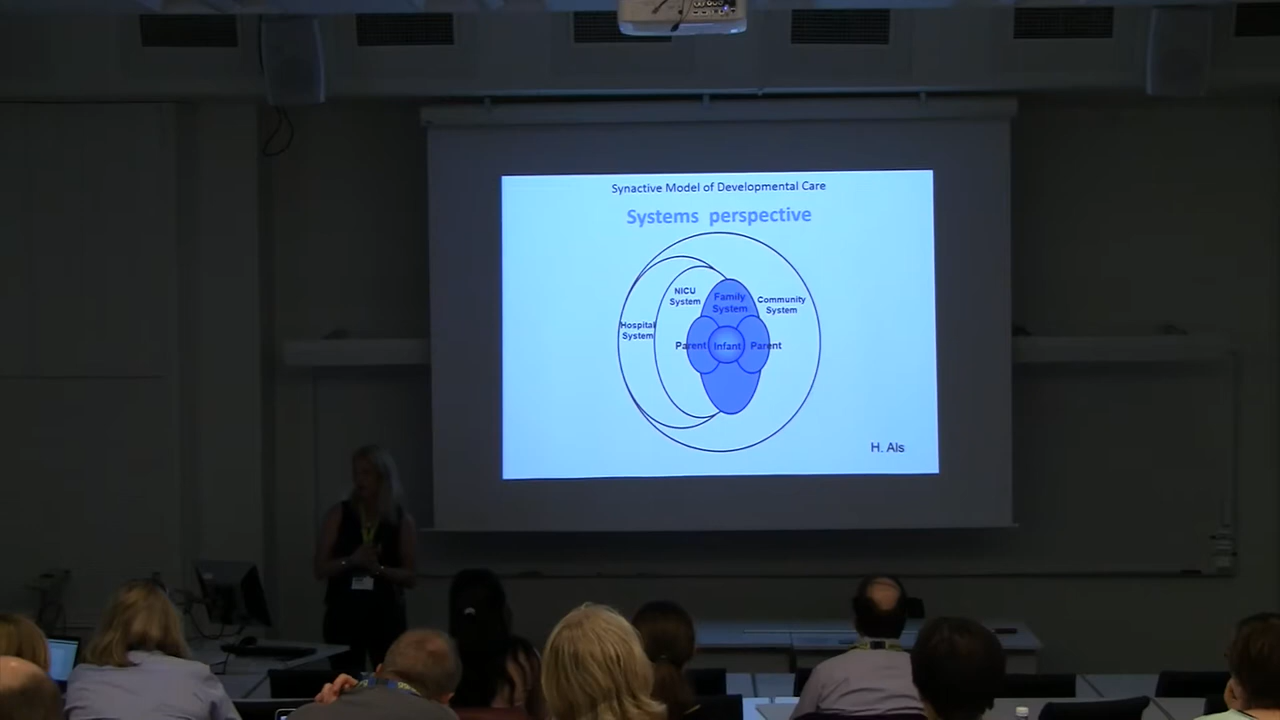 Synactive Model of Developmental Care
Systems perspective
NICU
System
Family
System
Community
System
Hospital
System
Parent
Infant
Parent
H. Als